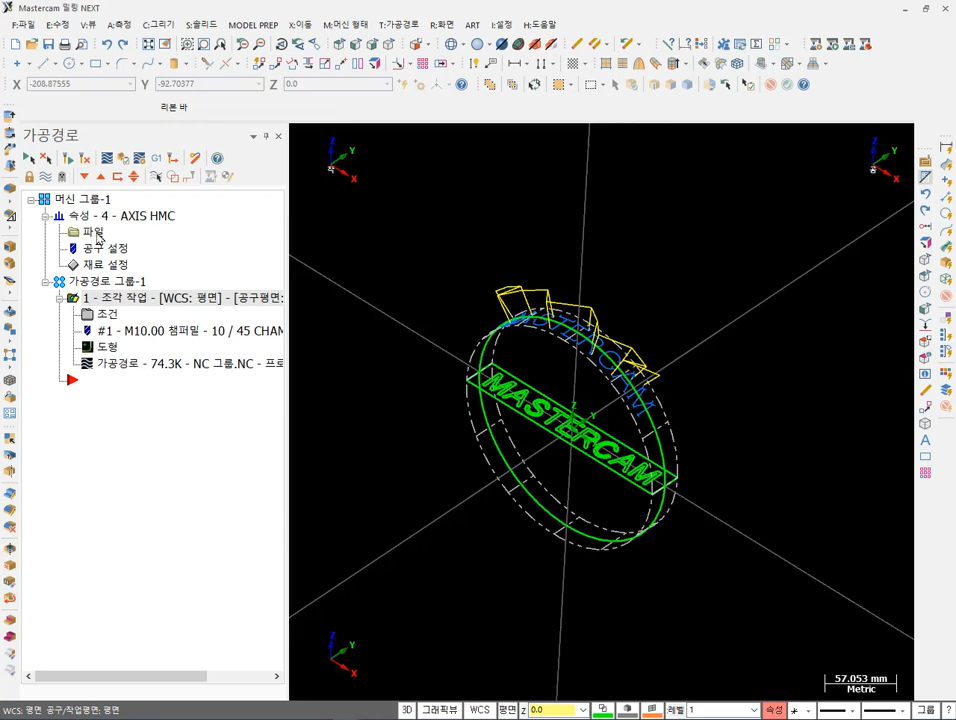 Mastercam 밀링 NEXT
F:파일 E:수정 V:뷰 A:측정 C:그리기 S:솔리드 MODEL PREP X:이동 M:머신 형태 T:가공경로 R:화면 ART I:설정 H:도움말
X -208.87555 Y -92.70377 Z 0.0
리본 바
가공경로
G1
머신 그룹-1
속성 - 4 - AXIS HMC
파일
공구 설정
재료 설정
가공경로 그룹-1
1 - 조각 작업 - [WCS: 평면] - [공구평면:
조건
#1 - M10.00 챔퍼밀 - 10 / 45 CHAM
도형
가공경로 - 74.3K - NC 그룹.NC - 프로
Z Y X
Z Y X
MASTERCAM
MASTERCAM
Z Y
Z Y X
57.053 mm
Metric
WCS: 평면 공구/작업평면: 평면
3D 그래픽뷰 WCS 평면 Z 0.0 레벨 1 속성 그룹 ?